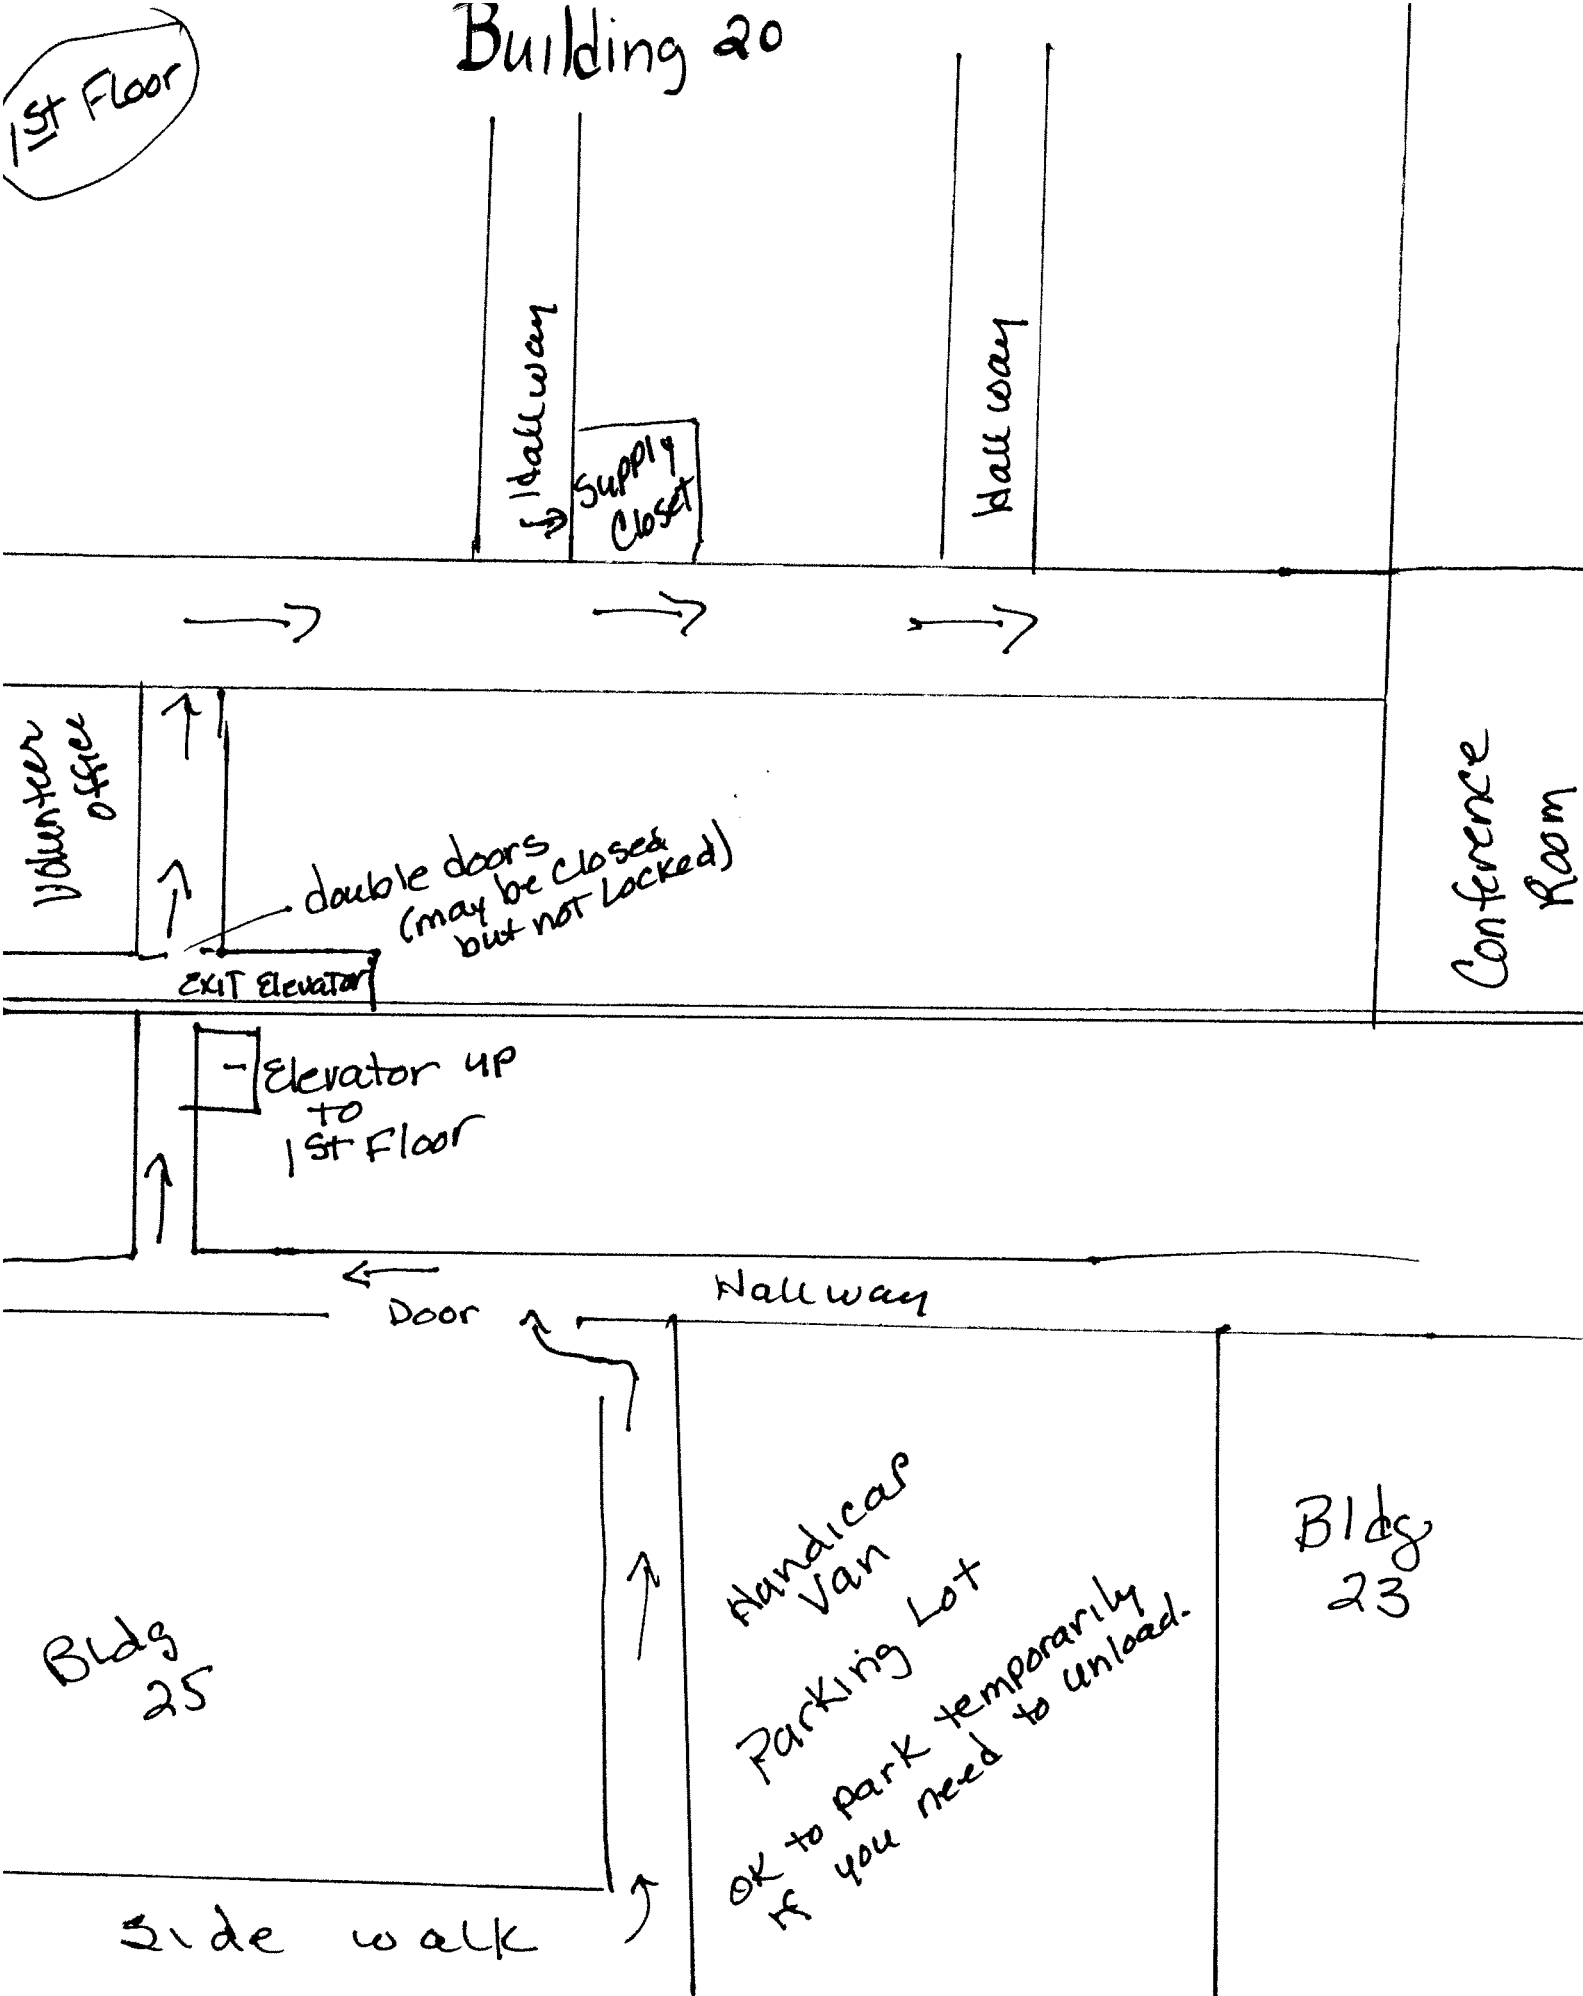 Building 20
1st Floor
Hallway
Supply
Closet
Hallway
Volunteer
office
double doors
(may be closed
but not Locked)
EXIT Elevator
Conference
Room
Elevator up
to
1st Floor
Hallway
Door
Handicap
Van
Parking Lot
OK to park temporarily
if you need to unload.
Bldg
23
Bldg
25
Side walk